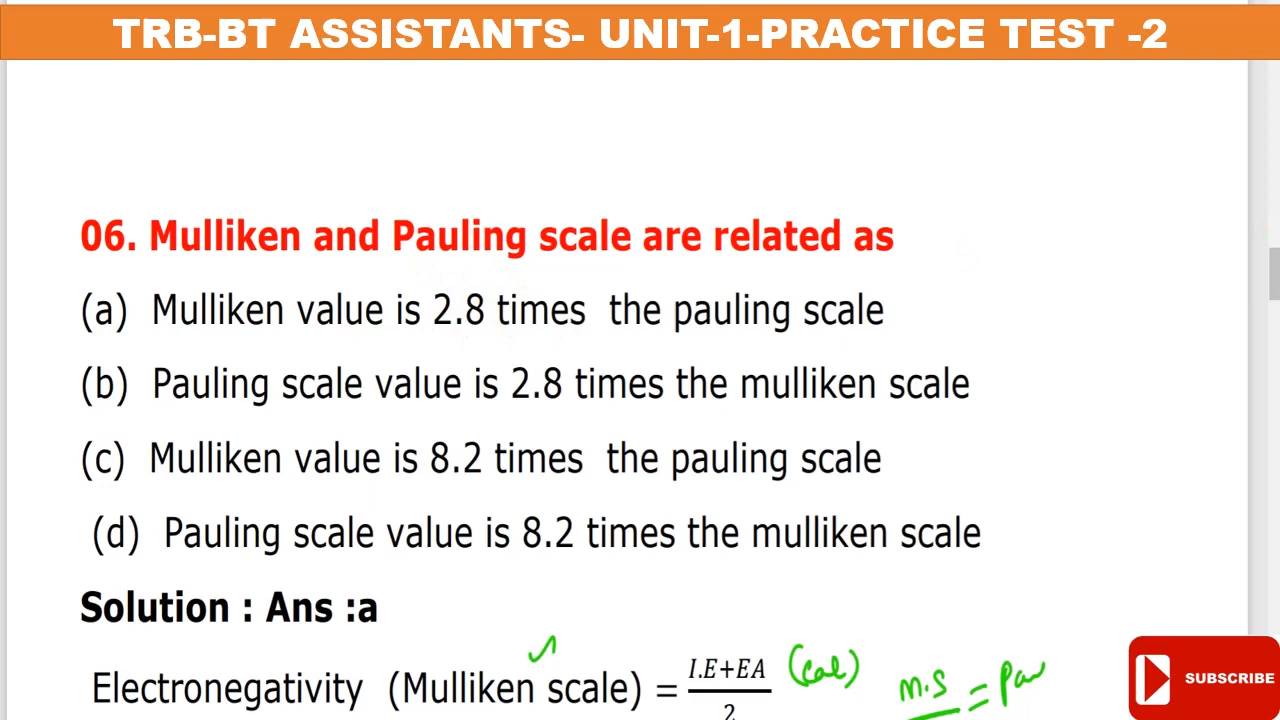 TRB-BT ASSISTANTS- UNIT-1-PRACTICE TEST -2
06. Mulliken and Pauling scale are related as
(a) Mulliken value is 2.8 times the pauling scale
(b) Pauling scale value is 2.8 times the mulliken scale
(c) Mulliken value is 8.2 times the pauling scale
(d) Pauling scale value is 8.2 times the mulliken scale
Solution : Ans :a
Electronegativity (Mulliken scale) = I.E+EA / 2 (cal) M.S = Pau
SUBSCRIBE